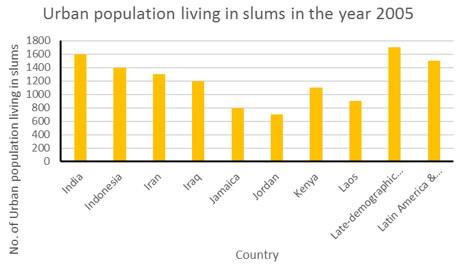 Urban population living in slums in the year 2005
No. of Urban population living in slums
1800
1600
1400
1200
1000
800
600
400
200
0
India
Indonesia
Iran
Iraq
Jamaica
Jordan
Kenya
Laos
Late-demographic...
Latin America &...
Country